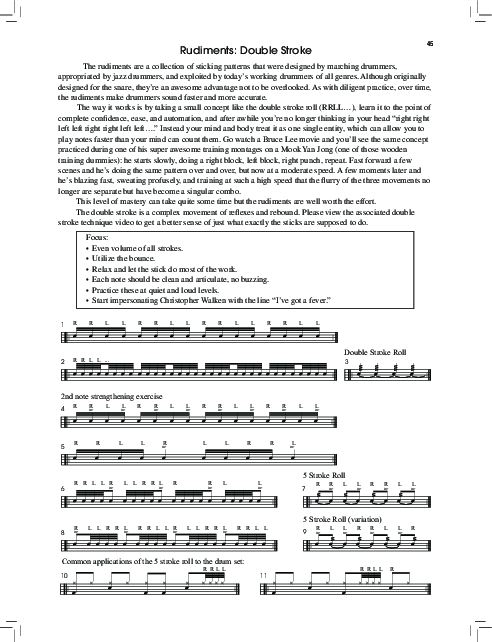 45
Rudiments: Double Stroke
The rudiments are a collection of sticking patterns that were designed by marching drummers,
appropriated by jazz drummers, and exploited by today's working drummers of all genres. Although originally
designed for the snare, they're an awesome advantage not to be overlooked. As with diligent practice, over time,
the rudiments make drummers sound faster and more accurate.
The way it works is by taking a small concept like the double stroke roll (RRLL…), learn it to the point of
complete confidence, ease, and automation, and after awhile you're no longer thinking in your head “right right
left left right right left left….” Instead your mind and body treat it as one single entity, which can allow you to
play notes faster than your mind can count them. Go watch a Bruce Lee movie and you'll see the same concept
practiced during one of his super awesome training montages on a Mook Yan Jong (one of those wooden
training dummies): he starts slowly, doing a right block, left block, right punch, repeat. Fast forward a few
scenes and he's doing the same pattern over and over, but now at a moderate speed. A few moments later and
he's blazing fast, sweating profusely, and training at such a high speed that the flurry of the three movements no
longer are separate but have become a singular combo.
This level of mastery can take quite some time but the rudiments are well worth the effort.
The double stroke is a complex movement of reflexes and rebound. Please view the associated double
stroke technique video to get a better sense of just what exactly the sticks are supposed to do.
Focus:
• Even volume of all strokes.
• Utilize the bounce.
• Relax and let the stick do most of the work.
• Each note should be clean and articulate, no buzzing.
• Practice these at quiet and loud levels.
• Start impersonating Christopher Walken with the line “I've got a fever.”
1 R R L L R R L L R R L L R R L L
Double Stroke Roll
2 R R L L ...
3
2nd note strengthening exercise
4 R R L L R R L L R R L L R R L L
5 R R L L R L L R R L
5 Stroke Roll
6 R R L L R L L R R L R R L
7 R R L L R R L L
5 Stroke Roll (variation)
8 R L L R R L R R L L R L L R R L R R L L
9 R L L R R L L R
Common applications of the 5 stroke roll to the drum set:
10 R R L L
11 R R L L R